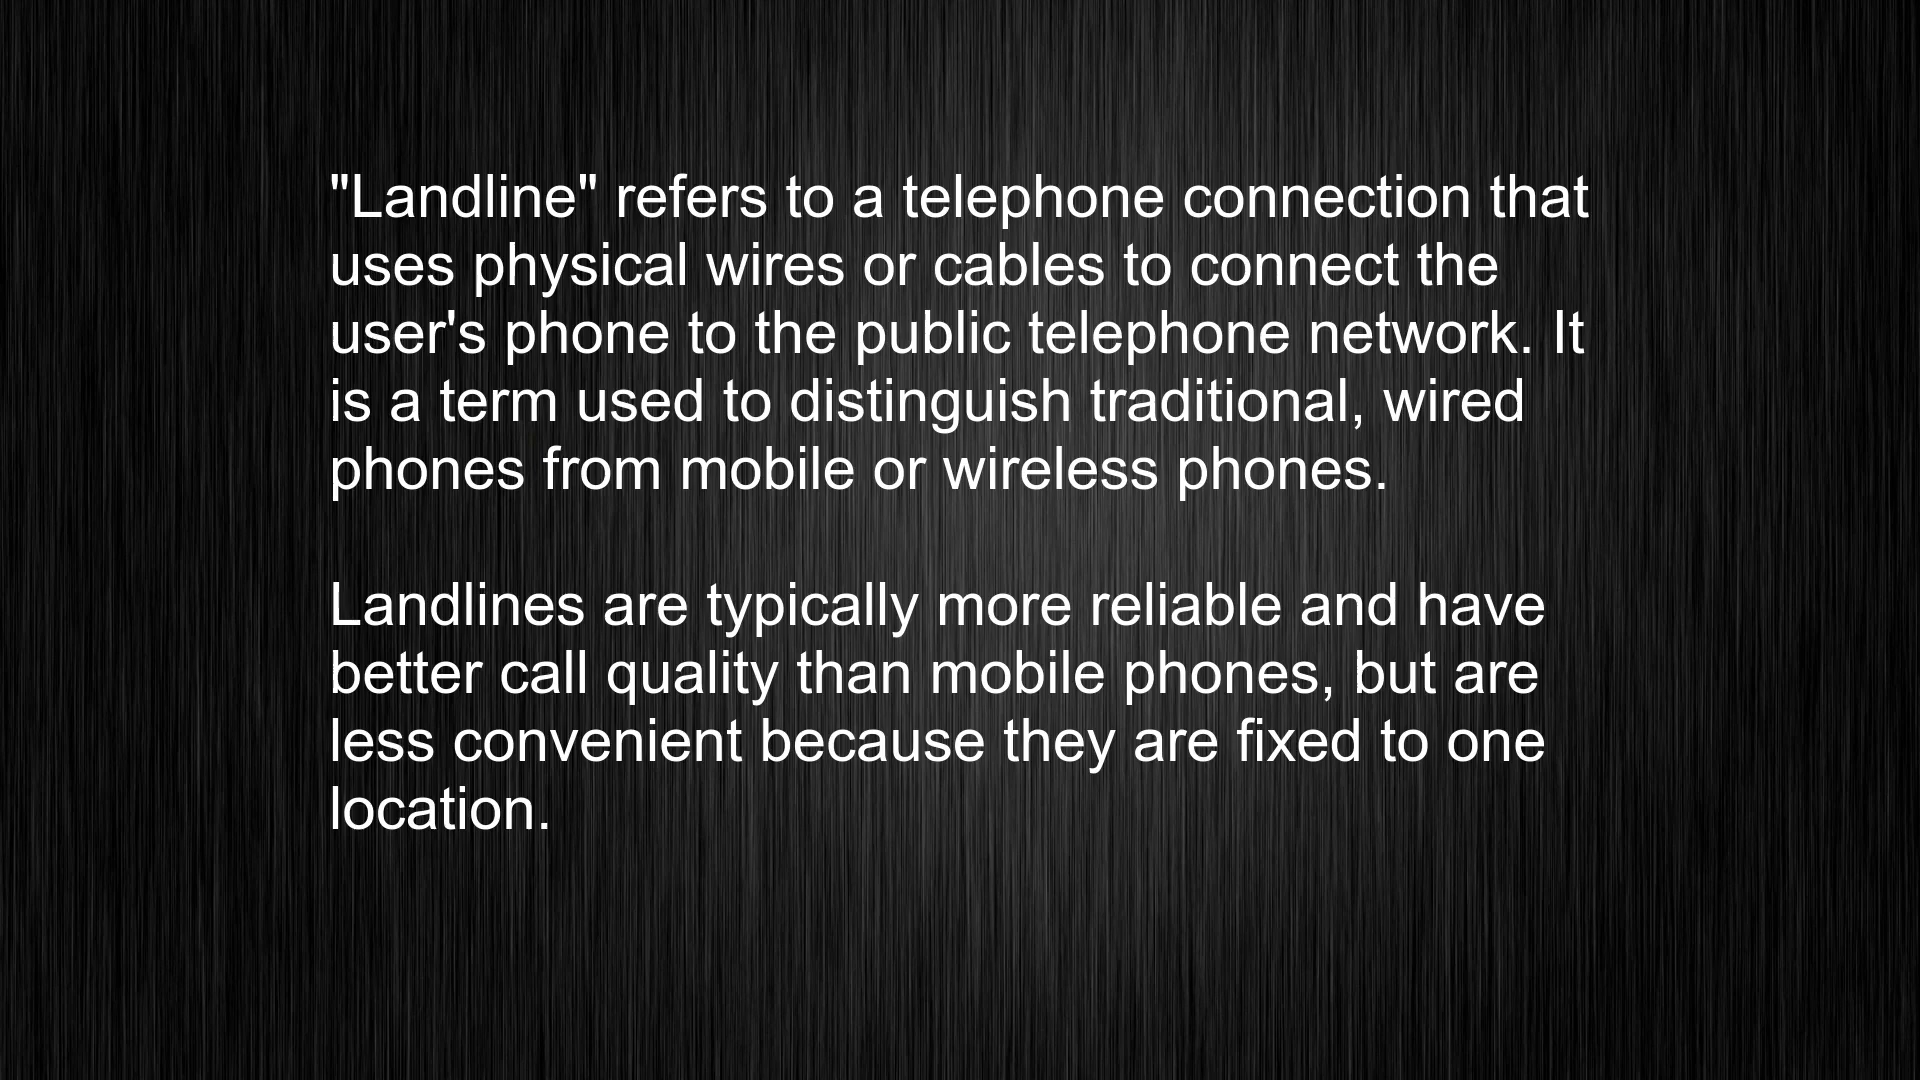 "Landline" refers to a telephone connection that
uses physical wires or cables to connect the
user's phone to the public telephone network. It
is a term used to distinguish traditional, wired
phones from mobile or wireless phones.
Landlines are typically more reliable and have
better call quality than mobile phones, but are
less convenient because they are fixed to one
location.